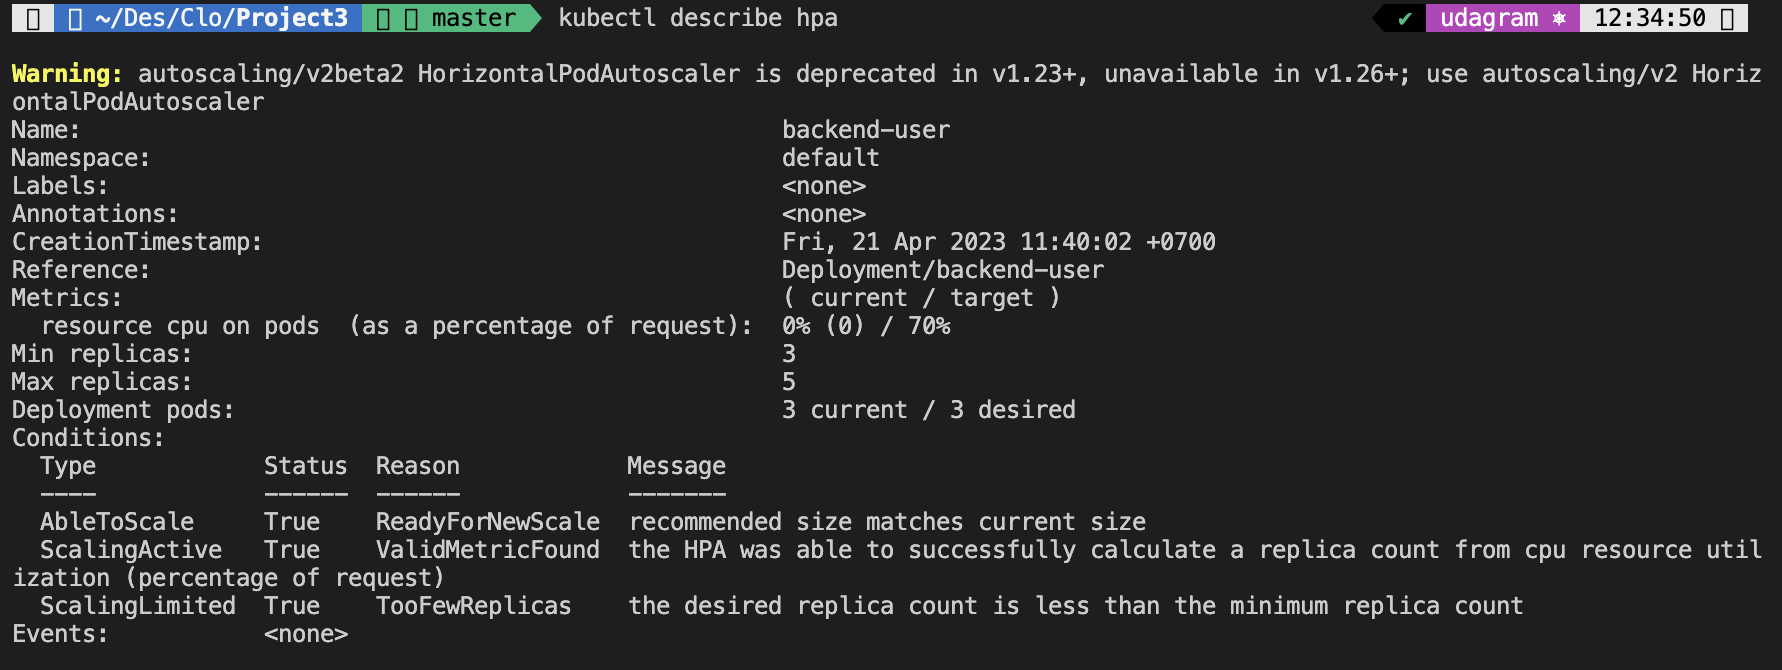 ~/Des/Clo/Project3 master kubectl describe hpa ✔ udagram ⎈ 12:34:50
Warning: autoscaling/v2beta2 HorizontalPodAutoscaler is deprecated in v1.23+, unavailable in v1.26+; use autoscaling/v2 Horiz
ontalPodAutoscaler
Name: backend-user
Namespace: default
Labels: <none>
Annotations: <none>
CreationTimestamp: Fri, 21 Apr 2023 11:40:02 +0700
Reference: Deployment/backend-user
Metrics: ( current / target )
resource cpu on pods (as a percentage of request): 0% (0) / 70%
Min replicas: 3
Max replicas: 5
Deployment pods: 3 current / 3 desired
Conditions:
Type Status Reason Message
---- ------ ------ -------
AbleToScale True ReadyForNewScale recommended size matches current size
ScalingActive True ValidMetricFound the HPA was able to successfully calculate a replica count from cpu resource util
ization (percentage of request)
ScalingLimited True TooFewReplicas the desired replica count is less than the minimum replica count
Events: <none>